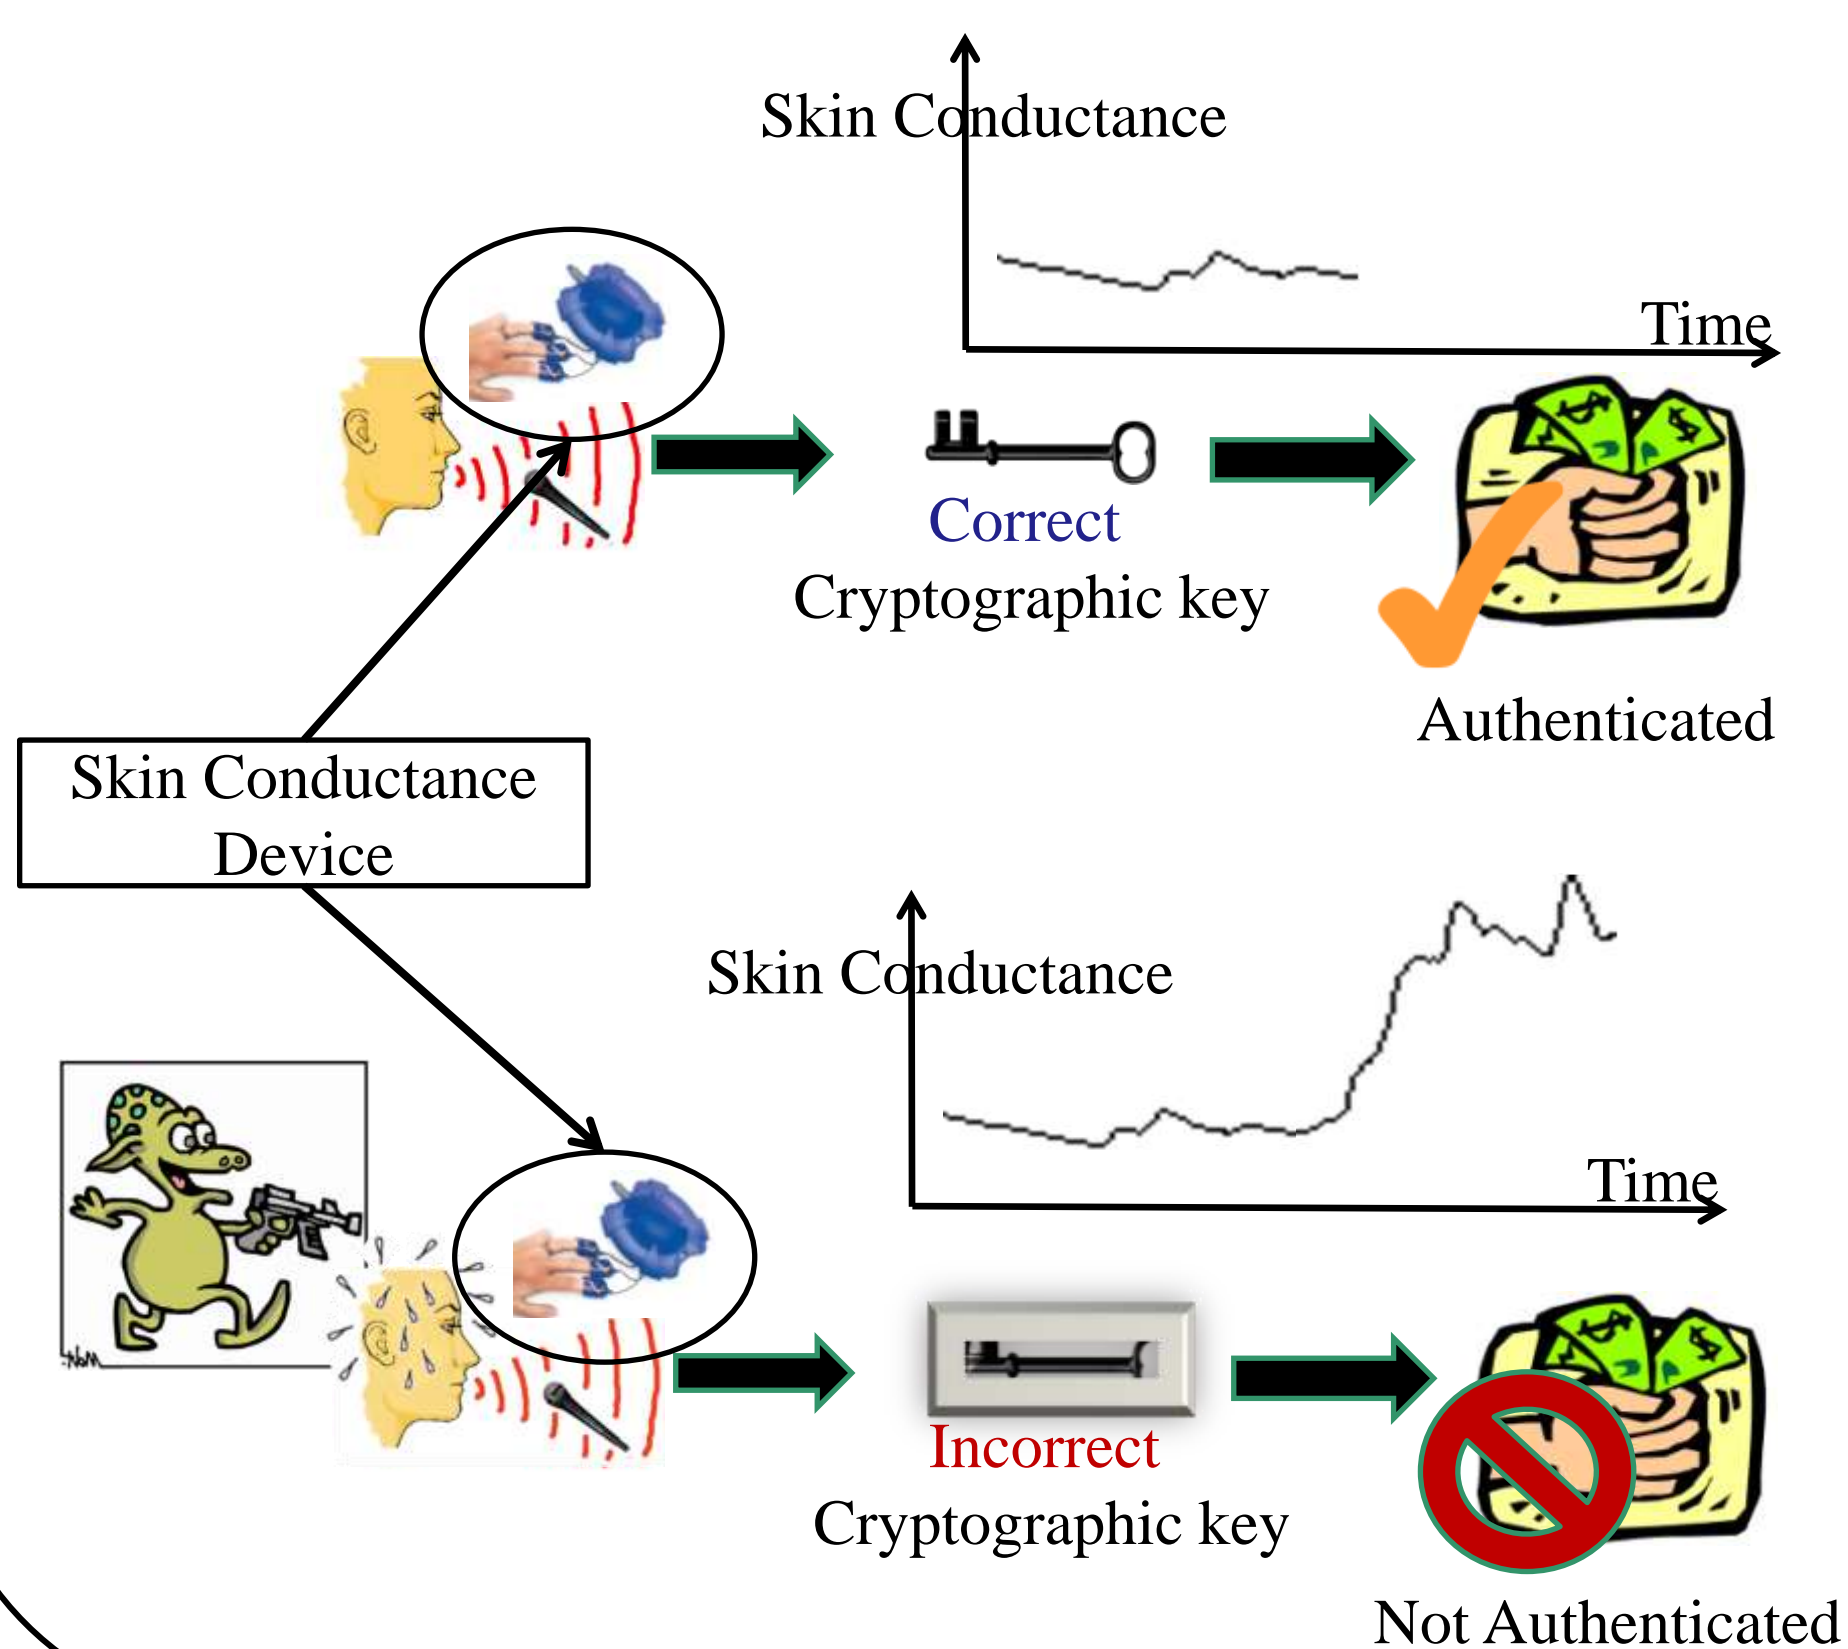 Skin Conductance
Time
Correct
Cryptographic key
Authenticated
Skin Conductance
Device
Skin Conductance
Time
Incorrect
Cryptographic key
Not Authenticated